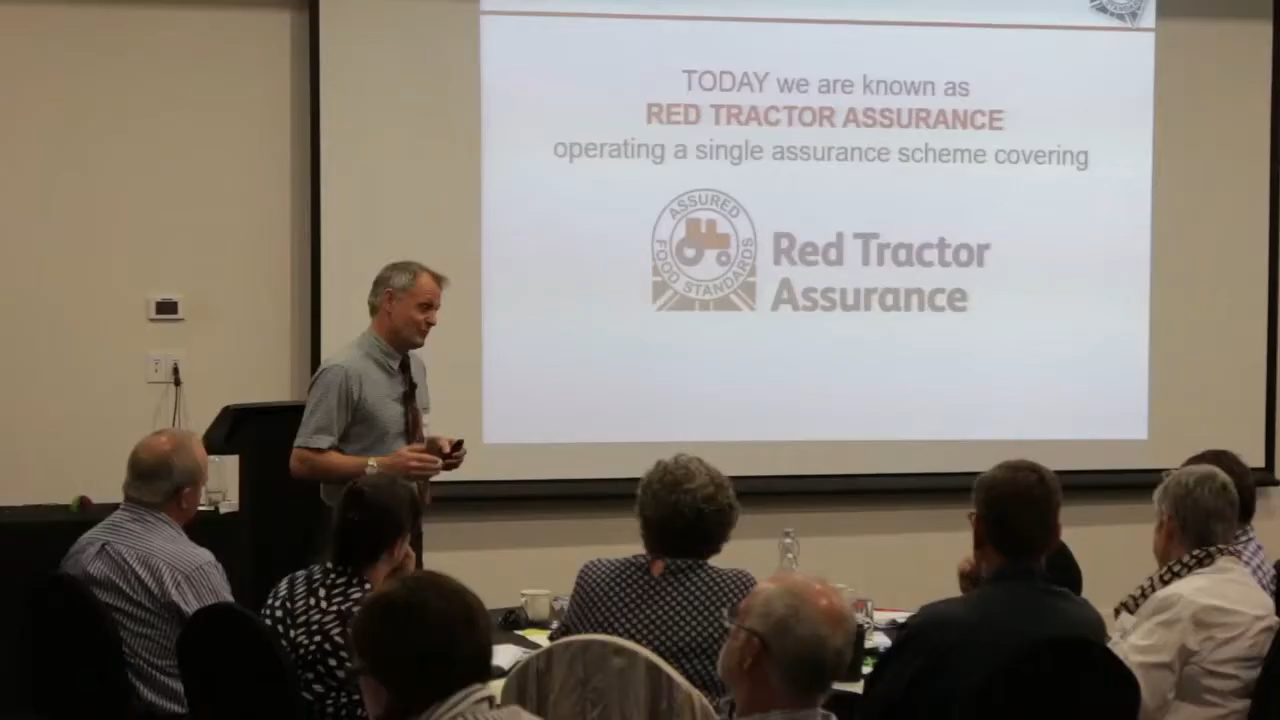 TODAY we are known as
RED TRACTOR ASSURANCE
operating a single assurance scheme covering
ASSURED
FOOD STANDARDS
Red Tractor
Assurance